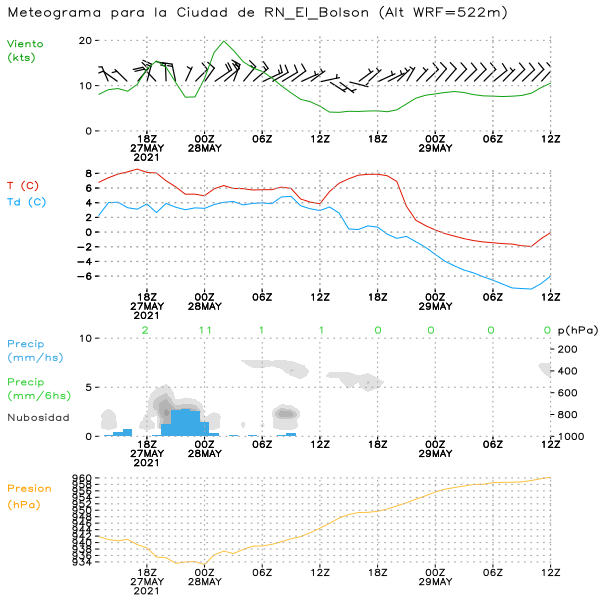 Meteograma para la Ciudad de RN_El_Bolson (Alt WRF=522m)
Viento
(kts)
20
10
0
18Z 00Z 06Z 12Z 18Z 00Z 06Z 12Z
27MAY 28MAY 29MAY
2021
T (C)
Td (C)
8
6
4
2
0
-2
-4
-6
18Z 00Z 06Z 12Z 18Z 00Z 06Z 12Z
27MAY 28MAY 29MAY
2021
2 11 1 1 0 0 0 0 p(hPa)
Precip
(mm/hs)
Precip
(mm/6hs)
Nubosidad
10
5
0
200
400
600
800
1000
18Z 00Z 06Z 12Z 18Z 00Z 06Z 12Z
27MAY 28MAY 29MAY
2021
Presion
(hPa)
960
958
956
954
952
950
948
946
944
942
940
938
936
934
18Z 00Z 06Z 12Z 18Z 00Z 06Z 12Z
27MAY 28MAY 29MAY
2021